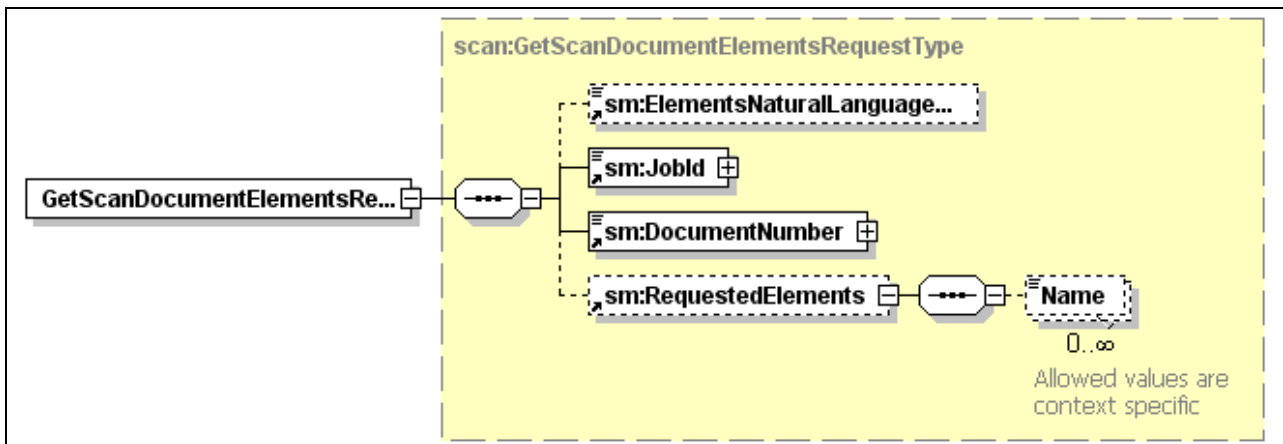 scan:GetScanDocumentElementsRequestType
sm:ElementsNaturalLanguage...
sm:JobId
GetScanDocumentElementsRe...
sm:DocumentNumber
sm:RequestedElements
Name
0..∞
Allowed values are
context specific